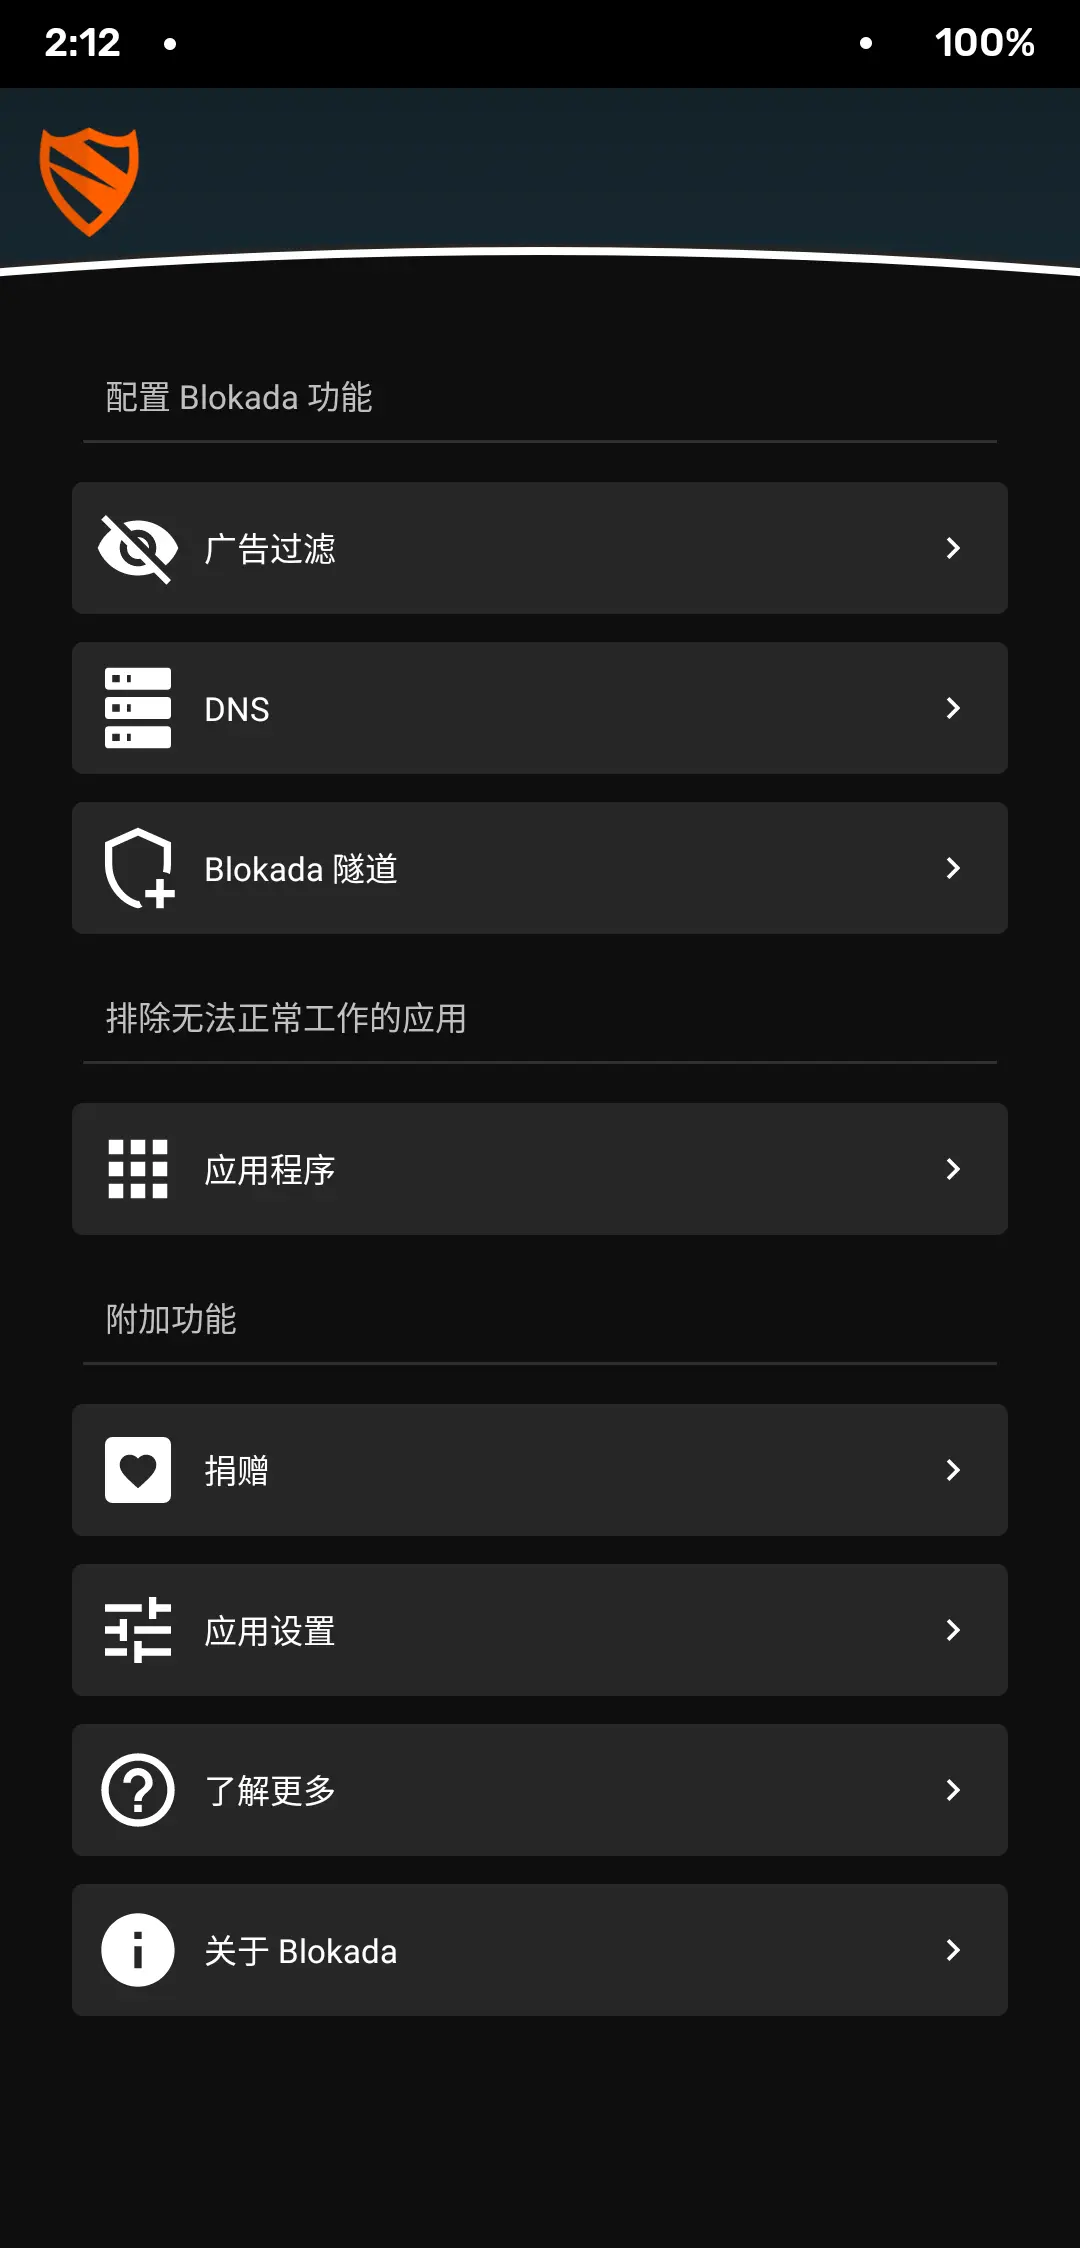 2:12
100%
配置 Blokada 功能
广告过滤
DNS
Blokada 隧道
排除无法正常工作的应用
应用程序
附加功能
捐赠
应用设置
了解更多
关于 Blokada